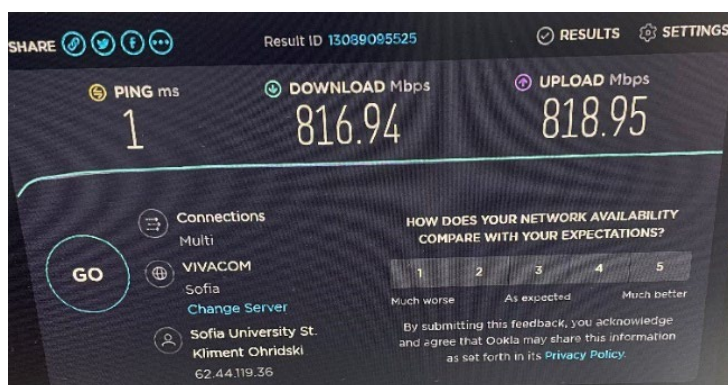 SHARE
Result ID 13089095525
RESULTS
SETTINGS
PING ms
1
DOWNLOAD Mbps
816.94
UPLOAD Mbps
818.95
GO
Connections
Multi
VIVACOM
Sofia
Change Server
Sofia University St.
Kliment Ohridski
62.44.119.36
HOW DOES YOUR NETWORK AVAILABILITY
COMPARE WITH YOUR EXPECTATIONS?
1 2 3 4 5
Much worse As expected Much better
By submitting this feedback, you acknowledge
and agree that Ookla may share this information
as set forth in its Privacy Policy.